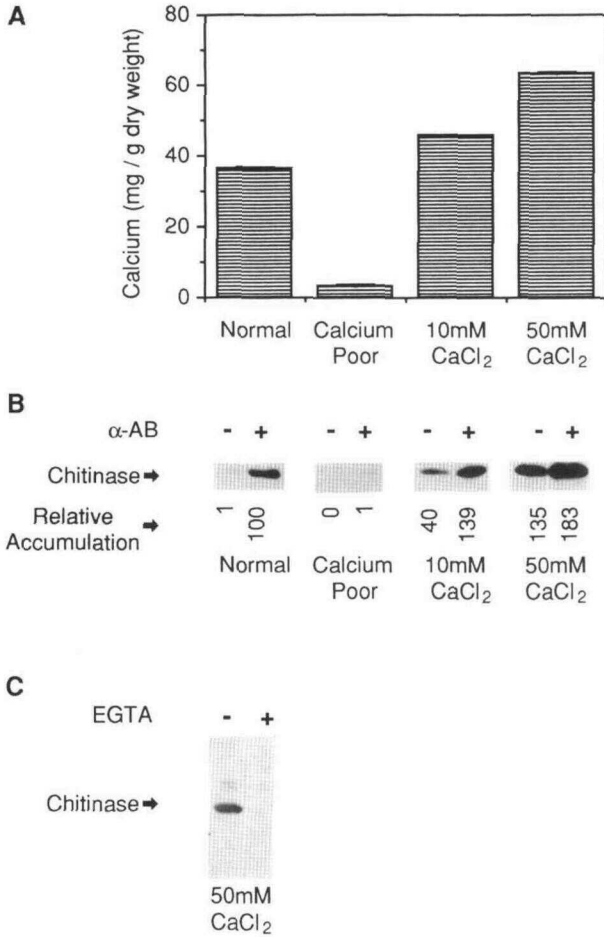 A
Calcium (mg / g dry weight)
80
60
40
20
0
Normal Calcium Poor 10mM CaCl₂ 50mM CaCl₂
B
α-AB - + - + - + - +
Chitinase
Relative Accumulation 1 100 0 1 40 139 135 183
Normal Calcium Poor 10mM CaCl₂ 50mM CaCl₂
C
EGTA - +
Chitinase
50mM
CaCl₂